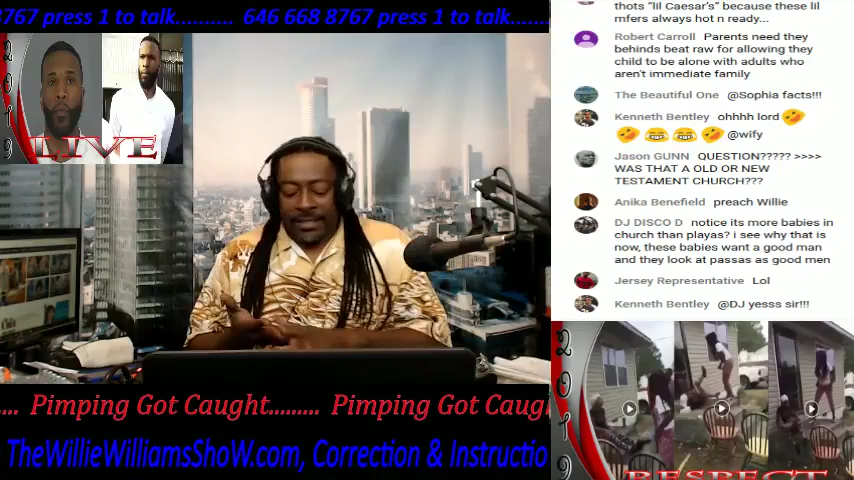 8767 press 1 to talk.......... 646 668 8767 press 1 to talk.......
2019
LIVE
.... Pimping Got Caught......... Pimping Got Caugl
TheWillieWilliamsShoW.com, Correction & Instructio
thots "lil Caesar's" because these lil
mfers always hot n ready...
Robert Carroll Parents need they
behinds beat raw for allowing they
child to be alone with adults who
aren't immediate family
The Beautiful One @Sophia facts!!!
Kenneth Bentley ohhhh lord 🤣
🤣😂😂🤣@wify
Jason GUNN QUESTION????? >>>>
WAS THAT A OLD OR NEW
TESTAMENT CHURCH???
Anika Benefield preach Willie
DJ DISCO D notice its more babies in
church than playas? i see why that is
now, these babies want a good man
and they look at passas as good men
Jersey Representative Lol
Kenneth Bentley @DJ yesss sir!!!
2019
RESPECT